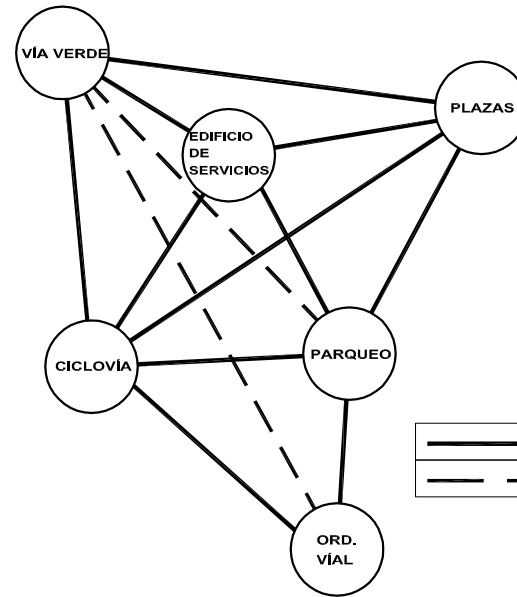 VÍA VERDE
PLAZAS
EDIFICIO
DE
SERVICIOS
CICLOVÍA
PARQUEO
ORD.
VÍAL